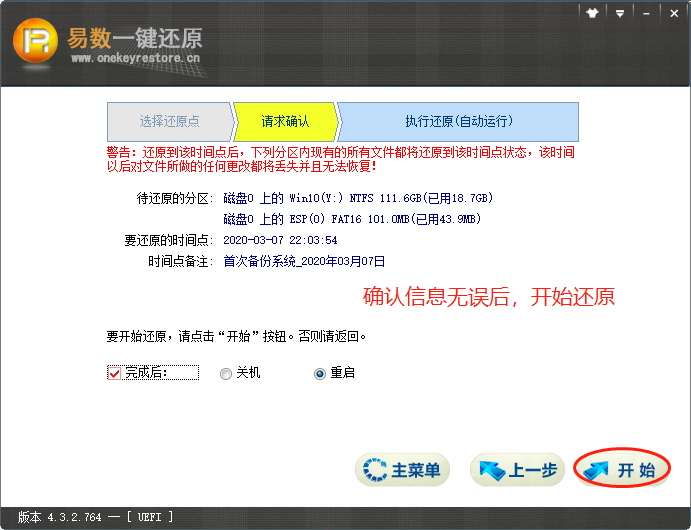 易数一键还原
www.onekeyrestore.cn
选择还原点 请求确认 执行还原(自动运行)
警告：还原到该时间点后，下列分区内现有的所有文件都将还原到该时间点状态，该时间
以后对文件所做的任何更改都将丢失并且无法恢复！
待还原的分区: 磁盘0 上的 Win10(Y:) NTFS 111.6GB(已用18.7GB)
磁盘0 上的 ESP(0) FAT16 101.0MB(已用43.9MB)
要还原的时间点: 2020-03-07 22:03:54
时间点备注: 首次备份系统_2020年03月07日
确认信息无误后，开始还原
要开始还原，请点击“开始”按钮。否则请返回。
完成后: 关机 重启
主菜单 上一步 开 始
版本 4.3.2.764 — [ UEFI ]